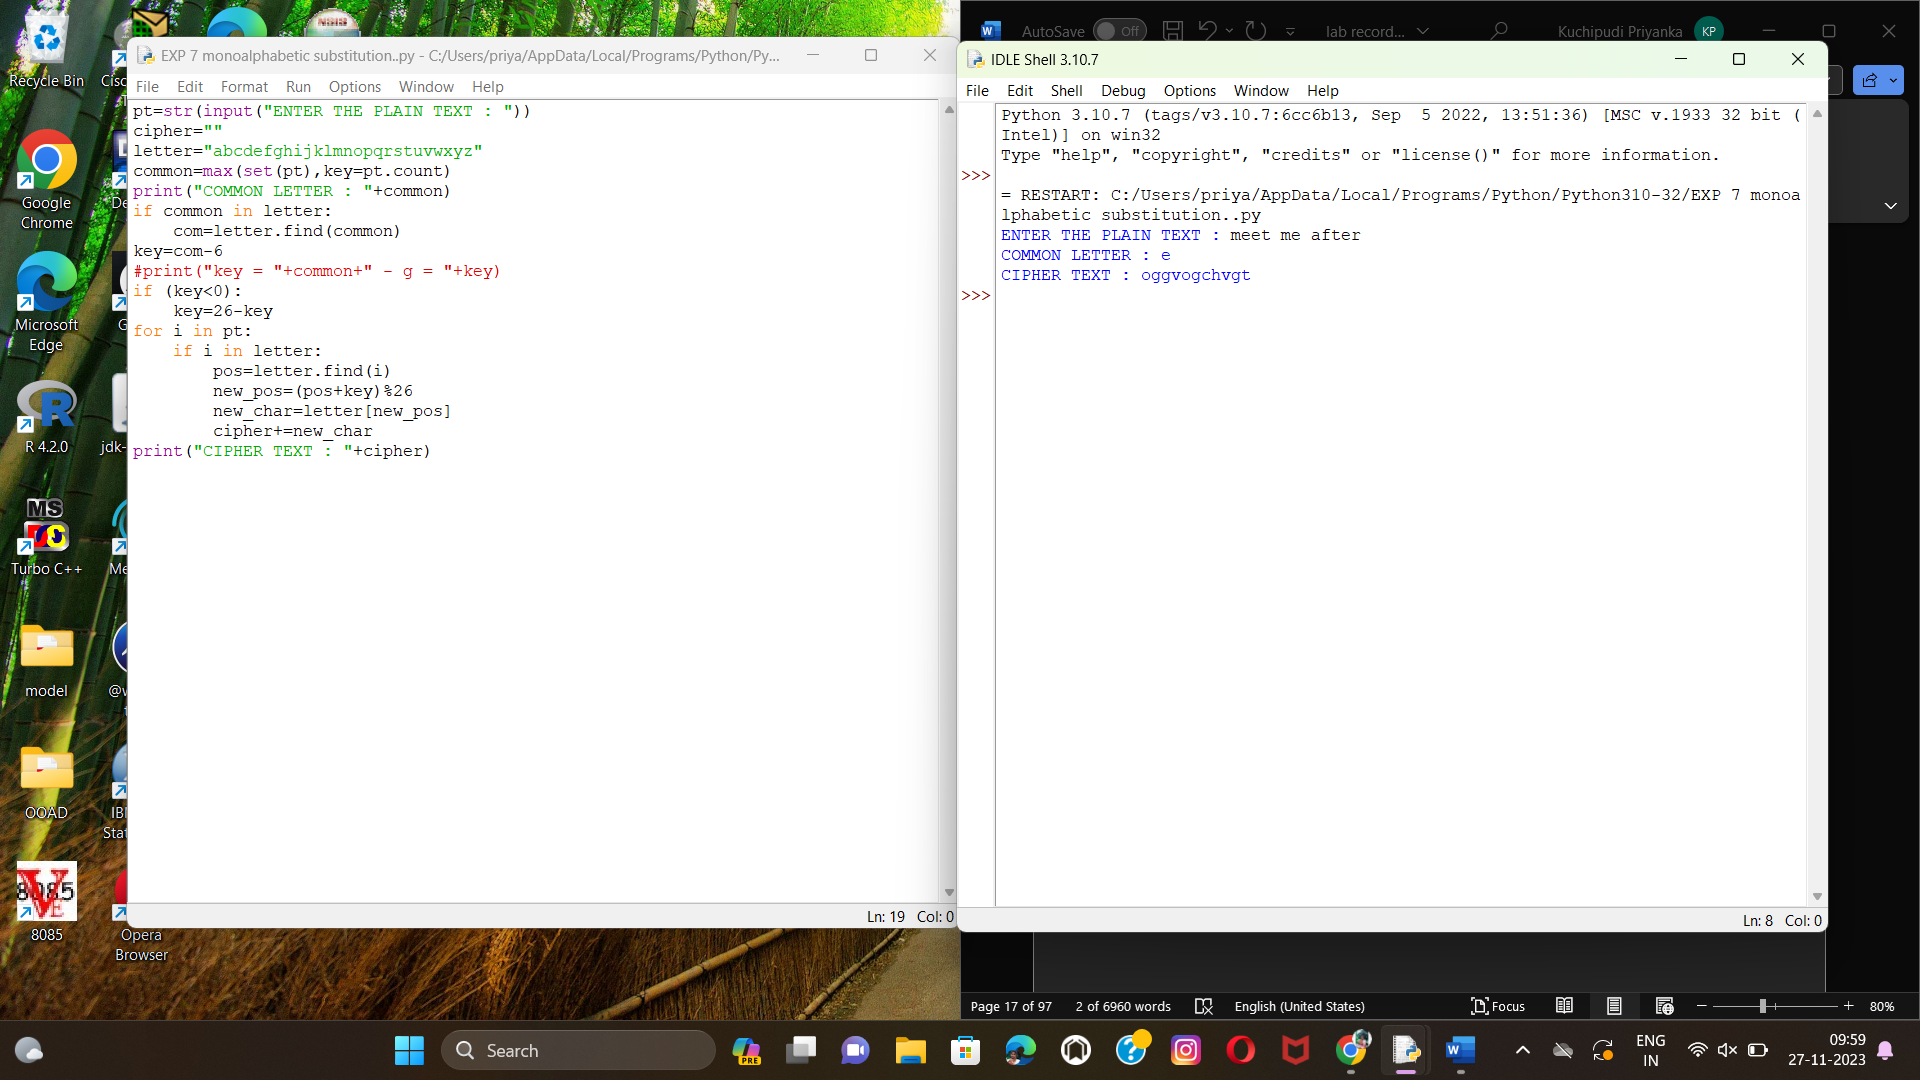 Recycle Bin
Google
Chrome
Microsoft
Edge
R 4.2.0
jdk-
MS
Turbo C++
model
OOAD
8085
8085
Opera
Browser
EXP 7 monoalphabetic substitution..py - C:/Users/priya/AppData/Local/Programs/Python/Py...
File Edit Format Run Options Window Help
pt=str(input("ENTER THE PLAIN TEXT : "))
cipher=""
letter="abcdefghijklmnopqrstuvwxyz"
common=max(set(pt),key=pt.count)
print("COMMON LETTER : "+common)
if common in letter:
    com=letter.find(common)
key=com-6
#print("key = "+common+" - g = "+key)
if (key<0):
    key=26-key
for i in pt:
    if i in letter:
        pos=letter.find(i)
        new_pos=(pos+key)%26
        new_char=letter[new_pos]
        cipher+=new_char
print("CIPHER TEXT : "+cipher)
Ln: 19 Col: 0
AutoSave Off lab record... Kuchipudi Priyanka KP
IDLE Shell 3.10.7
File Edit Shell Debug Options Window Help
Python 3.10.7 (tags/v3.10.7:6cc6b13, Sep  5 2022, 13:51:36) [MSC v.1933 32 bit (
Intel)] on win32
Type "help", "copyright", "credits" or "license()" for more information.
>>>
= RESTART: C:/Users/priya/AppData/Local/Programs/Python/Python310-32/EXP 7 monoa
lphabetic substitution..py
ENTER THE PLAIN TEXT : meet me after
COMMON LETTER : e
CIPHER TEXT : oggvogchvgt
>>>
Ln: 8 Col: 0
Page 17 of 97 2 of 6960 words English (United States) Focus 80%
Search
PRE
ENG
IN
09:59
27-11-2023